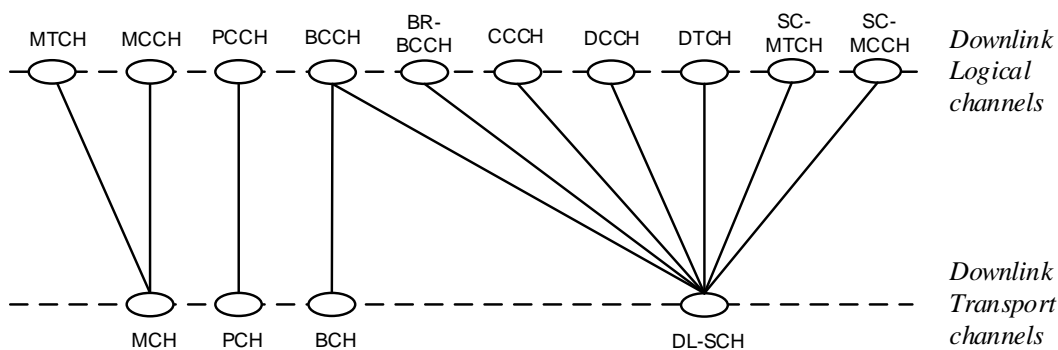 MTCH
MCCH
PCCH
BCCH
BR-
BCCH
CCCH
DCCH
DTCH
SC-
MTCH
SC-
MCCH
Downlink
Logical
channels
MCH
PCH
BCH
DL-SCH
Downlink
Transport
channels